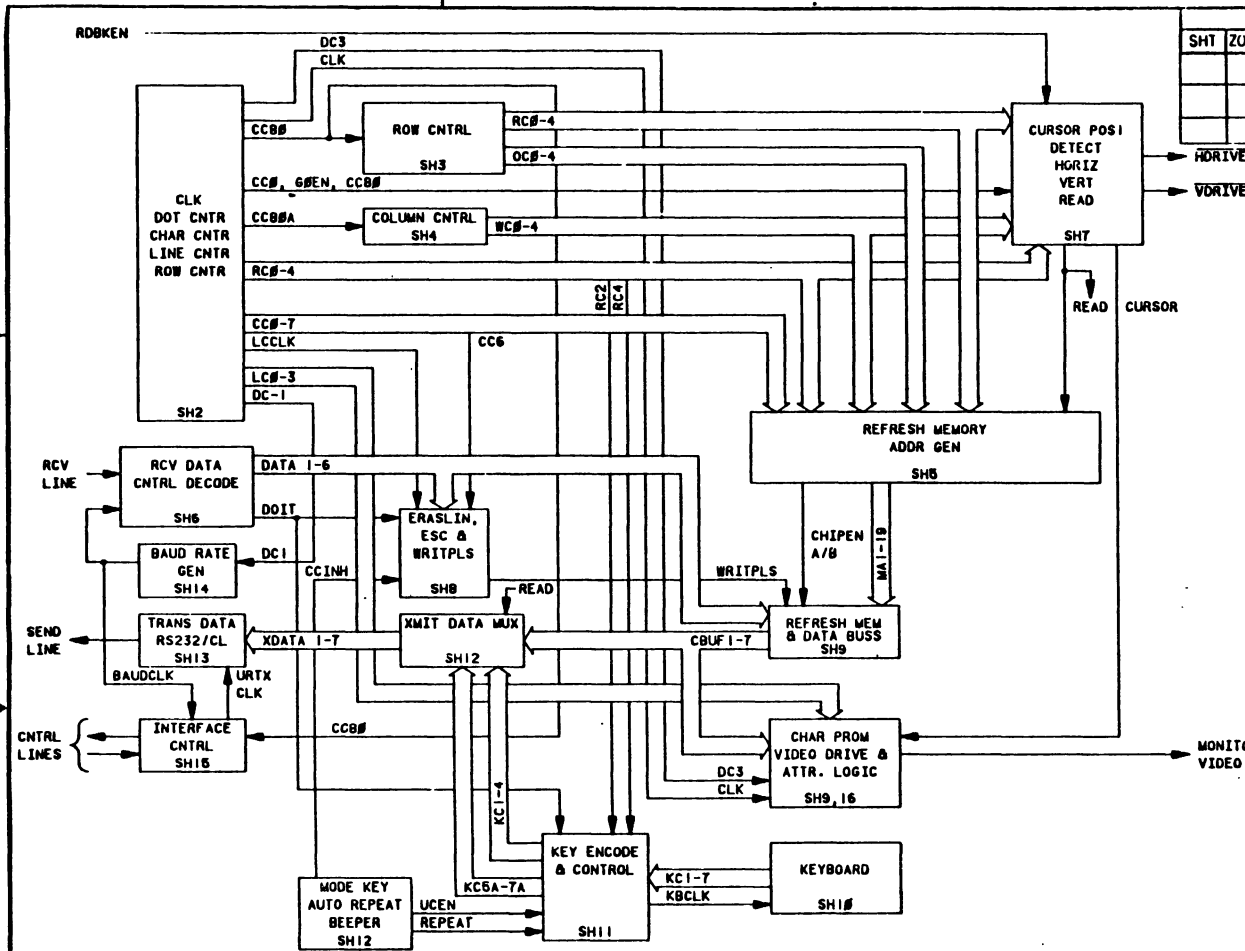 RDBKEN
DC3
CLK
SHT ZO
CLK
DOT CNTR
CHAR CNTR
LINE CNTR
ROW CNTR
SH2
CC8Ø
ROW CNTRL
SH3
RCØ-4
OCØ-4
CURSOR POSI
DETECT
HORIZ
VERT
READ
SH7
HDRIVE
VDRIVE
CCØ, GØEN, CC8Ø
CC8ØA
COLUMN CNTRL
SH4
WCØ-4
RCØ-4
RC2
RC4
READ
CURSOR
CCØ-7
LCCLK
CC6
LCØ-3
DC-1
REFRESH MEMORY
ADDR GEN
SH5
RCV
LINE
RCV DATA
CNTRL DECODE
SH6
DATA 1-6
DOIT
ERASLIN,
ESC &
WRITPLS
SH8
CHIPEN
A/B
MA1-19
BAUD RATE
GEN
SH14
DC1
CCINH
WRITPLS
READ
SEND
LINE
TRANS DATA
RS232/CL
SH13
XDATA 1-7
XMIT DATA MUX
SH12
CBUF1-7
REFRESH MEM
& DATA BUSS
SH9
BAUDCLK
URTX
CLK
CNTRL
LINES
INTERFACE
CNTRL
SH15
CC8Ø
CHAR PROM
VIDEO DRIVE &
ATTR. LOGIC
SH9,16
DC3
CLK
MONITO
VIDEO
KC1-4
KC5A-7A
KEY ENCODE
& CONTROL
SH11
KC1-7
KBCLK
KEYBOARD
SH1Ø
MODE KEY
AUTO REPEAT
BEEPER
SH12
UCEN
REPEAT